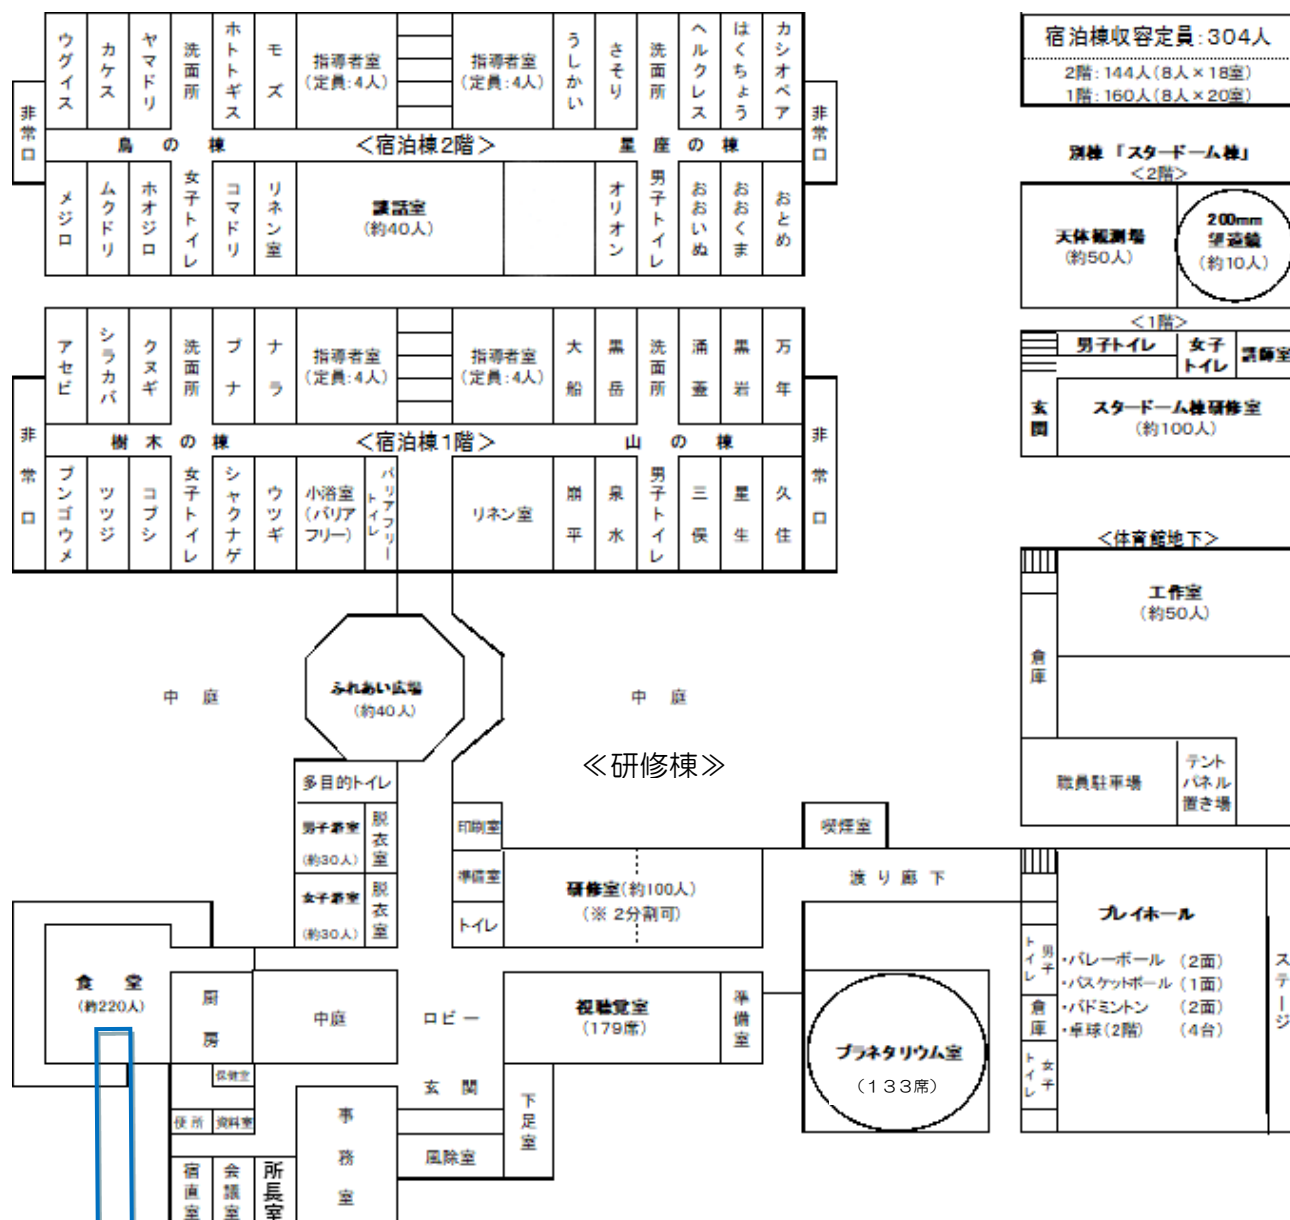 ウグイス
カケス
ヤマドリ
洗面所
ホトトギス
モズ
指導者室
(定員:4人)
指導者室
(定員:4人)
うしかい
さそり
洗面所
ヘルクレス
はくちょう
カシオペア
非常口
鳥の棟
<宿泊棟2階>
星座の棟
非常口
メジロ
ムクドリ
ホオジロ
女子トイレ
コマドリ
リネン室
談話室
(約40人)
オリオン
男子トイレ
おおいぬ
おおくま
おとめ
アセビ
シラカバ
クヌギ
洗面所
ブナ
ナラ
指導者室
(定員:4人)
指導者室
(定員:4人)
大船
黒岳
洗面所
涌蓋
黒岩
万年
非常口
樹木の棟
<宿泊棟1階>
山の棟
非常口
ブンゴウメ
ツツジ
コブシ
女子トイレ
シャクナゲ
ウツギ
小浴室
(バリア
フリー)
バリアフリー
トイレ
リネン室
崩平
泉水
男子トイレ
三俣
星生
久住
中庭
ふれあい広場
(約40人)
中庭
≪研修棟≫
多目的トイレ
男子浴室
(約30人)
脱衣室
女子浴室
(約30人)
脱衣室
印刷室
準備室
トイレ
研修室(約100人)
(※ 2分割可)
喫煙室
渡り廊下
食堂
(約220人)
厨房
中庭
ロビー
視聴覚室
(179席)
準備室
プラネタリウム室
(133席)
保健室
便所
資料室
玄関
下足室
風除室
事務室
宿直室
会議室
所長室
宿泊棟収容定員:304人
2階:144人(8人×18室)
1階:160人(8人×20室)
別棟「スタードーム棟」
<2階>
天体観測場
(約50人)
200mm
望遠鏡
(約10人)
<1階>
男子トイレ
女子
トイレ
講師室
玄関
スタードーム棟研修室
(約100人)
<体育館地下>
工作室
(約50人)
倉庫
職員駐車場
テント
パネル
置き場
プレイホール
・バレーボール (2面)
・バスケットボール (1面)
・バドミントン (2面)
・卓球(2階) (4台)
男子トイレ
倉庫
女子トイレ
ステージ